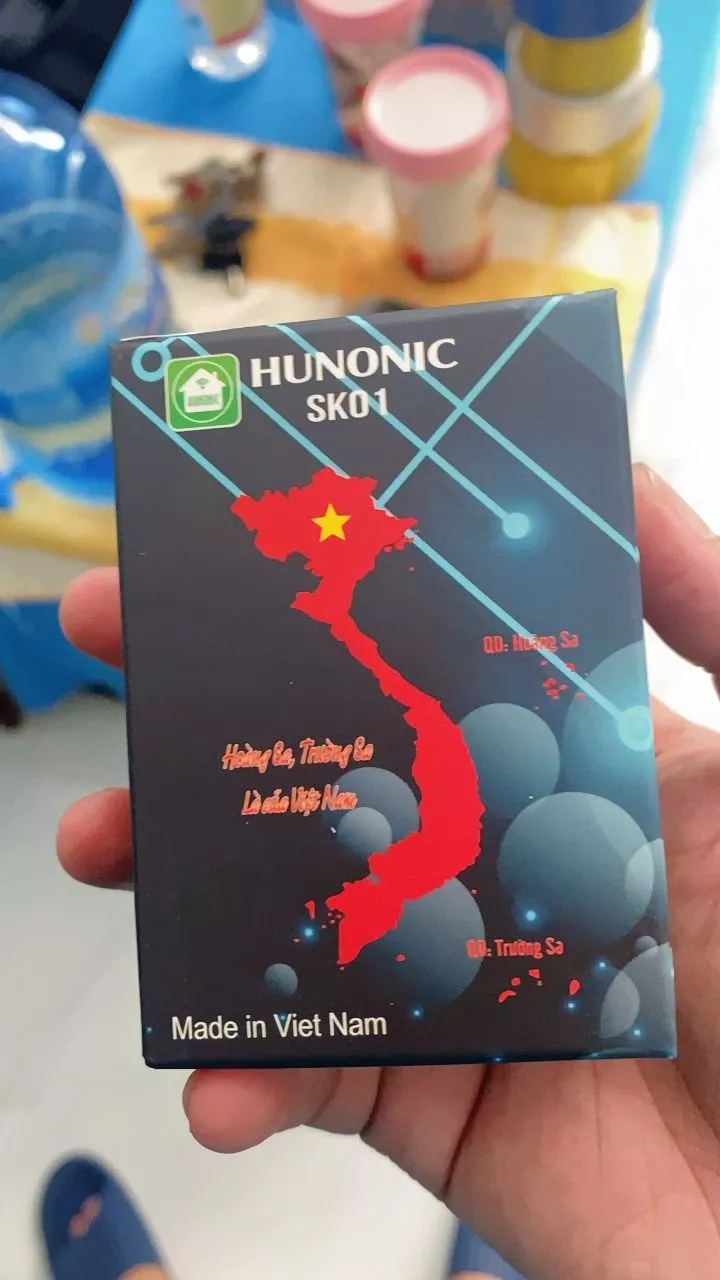 HUNONIC
SK01
HUNONIC
QĐ: Hoàng Sa
Hoàng Sa, Trường Sa
Là của Việt Nam
QĐ: Trường Sa
Made in Viet Nam